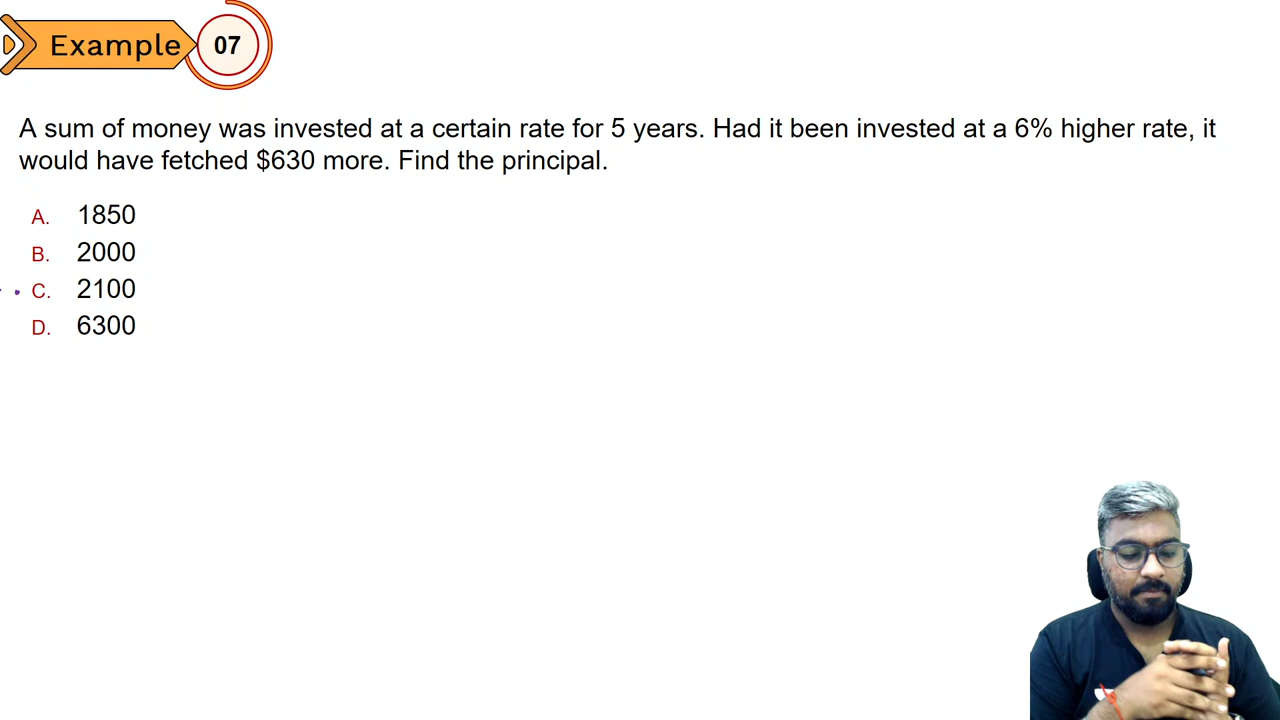 Example 07
A sum of money was invested at a certain rate for 5 years. Had it been invested at a 6% higher rate, it
would have fetched $630 more. Find the principal.
A. 1850
B. 2000
C. 2100
D. 6300